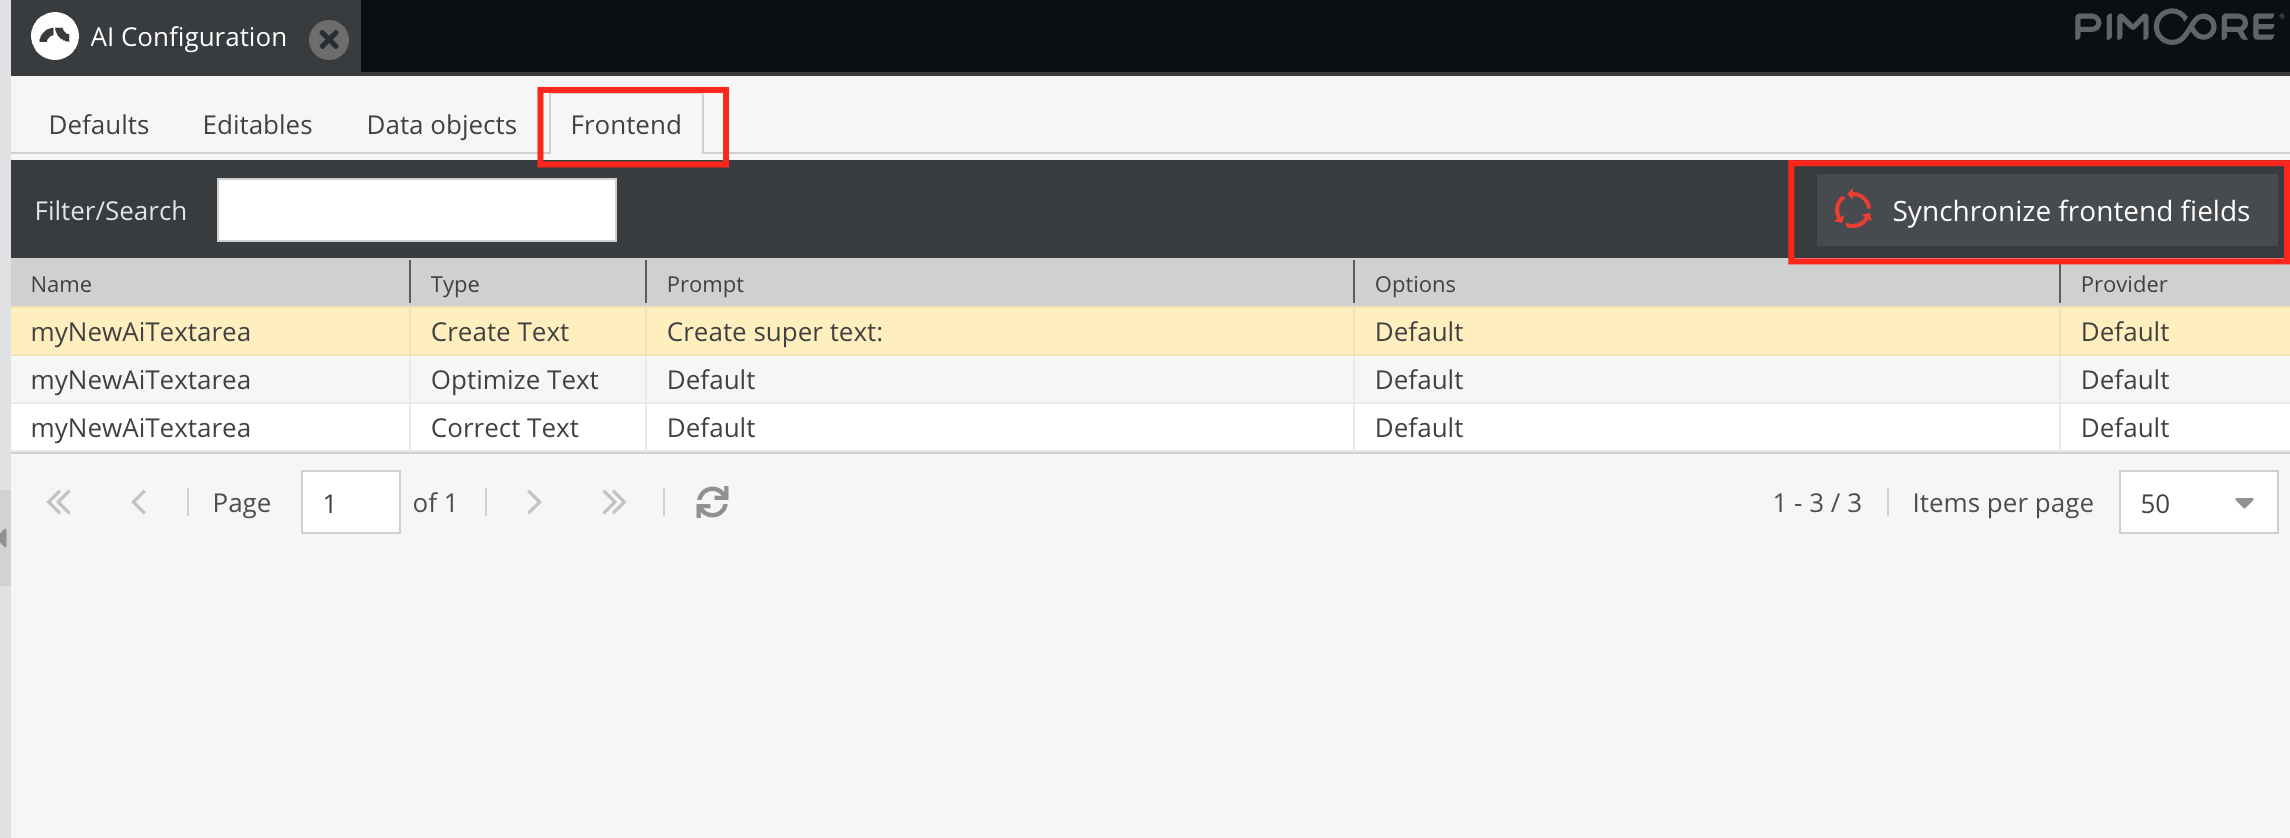 AI Configuration
PIMCORE
Defaults Editables Data objects Frontend
Filter/Search Synchronize frontend fields
Name Type Prompt Options Provider
myNewAiTextarea Create Text Create super text: Default Default
myNewAiTextarea Optimize Text Default Default Default
myNewAiTextarea Correct Text Default Default Default
Page 1 of 1 1 - 3 / 3 Items per page 50